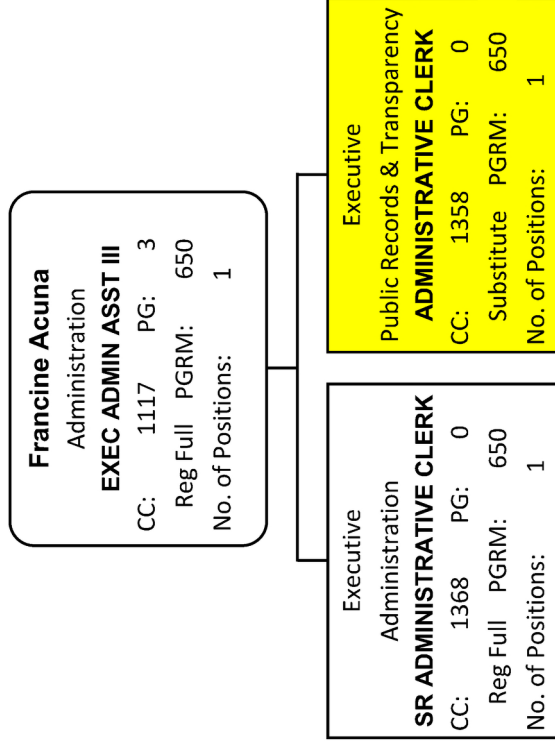 Francine Acuna
Administration
EXEC ADMIN ASST III
CC: 1117 PG: 3
Reg Full PGRM: 650
No. of Positions: 1
Executive
Administration
SR ADMINISTRATIVE CLERK
CC: 1368 PG: 0
Reg Full PGRM: 650
No. of Positions: 1
Executive
Public Records & Transparency
ADMINISTRATIVE CLERK
CC: 1358 PG: 0
Substitute PGRM: 650
No. of Positions: 1